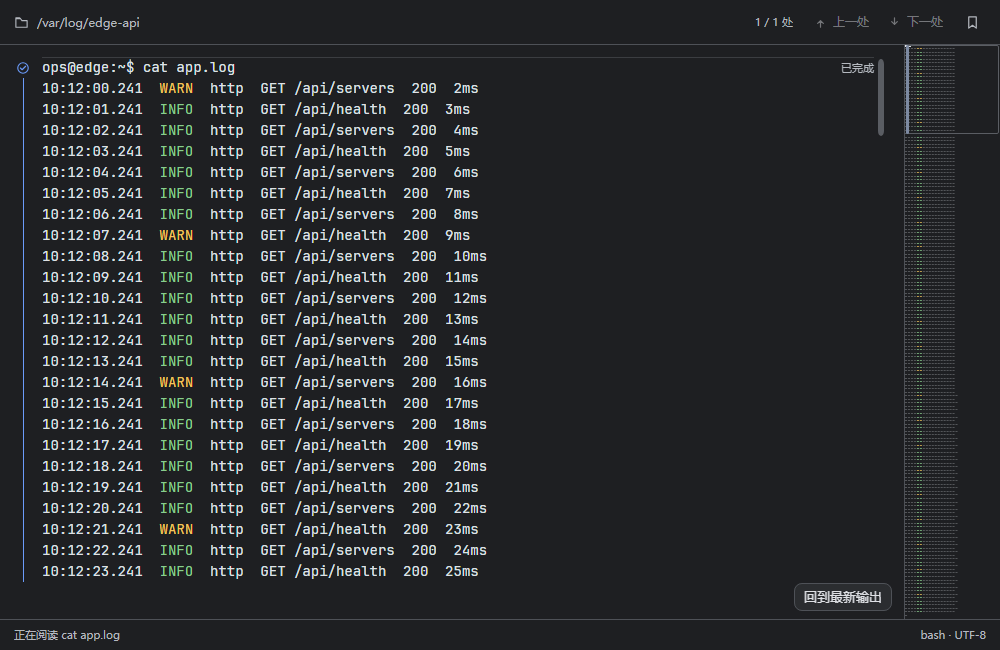 /var/log/edge-api
1 / 1 处 ↑ 上一处 ↓ 下一处
ops@edge:~$ cat app.log 已完成
10:12:00.241 WARN http GET /api/servers 200 2ms
10:12:01.241 INFO http GET /api/health 200 3ms
10:12:02.241 INFO http GET /api/servers 200 4ms
10:12:03.241 INFO http GET /api/health 200 5ms
10:12:04.241 INFO http GET /api/servers 200 6ms
10:12:05.241 INFO http GET /api/health 200 7ms
10:12:06.241 INFO http GET /api/servers 200 8ms
10:12:07.241 WARN http GET /api/health 200 9ms
10:12:08.241 INFO http GET /api/servers 200 10ms
10:12:09.241 INFO http GET /api/health 200 11ms
10:12:10.241 INFO http GET /api/servers 200 12ms
10:12:11.241 INFO http GET /api/health 200 13ms
10:12:12.241 INFO http GET /api/servers 200 14ms
10:12:13.241 INFO http GET /api/health 200 15ms
10:12:14.241 WARN http GET /api/servers 200 16ms
10:12:15.241 INFO http GET /api/health 200 17ms
10:12:16.241 INFO http GET /api/servers 200 18ms
10:12:17.241 INFO http GET /api/health 200 19ms
10:12:18.241 INFO http GET /api/servers 200 20ms
10:12:19.241 INFO http GET /api/health 200 21ms
10:12:20.241 INFO http GET /api/servers 200 22ms
10:12:21.241 WARN http GET /api/health 200 23ms
10:12:22.241 INFO http GET /api/servers 200 24ms
10:12:23.241 INFO http GET /api/health 200 25ms
回到最新输出
正在阅读 cat app.log
bash · UTF-8